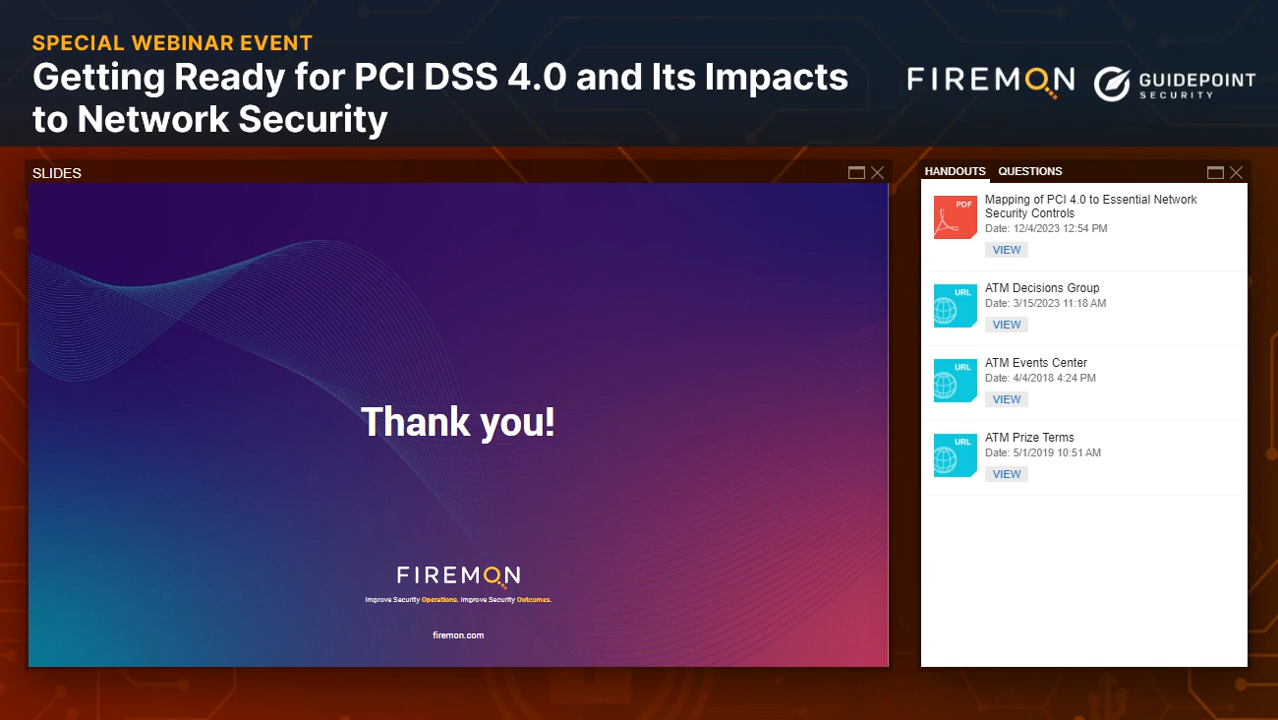 SPECIAL WEBINAR EVENT
Getting Ready for PCI DSS 4.0 and Its Impacts
to Network Security
FIREMON
GUIDEPOINT
SECURITY
SLIDES
Thank you!
FIREMON
Improve Security Operations. Improve Security Outcomes.
firemon.com
HANDOUTS QUESTIONS
PDF
Mapping of PCI 4.0 to Essential Network
Security Controls
Date: 12/4/2023 12:54 PM
VIEW
URL
ATM Decisions Group
Date: 3/15/2023 11:18 AM
VIEW
URL
ATM Events Center
Date: 4/4/2018 4:24 PM
VIEW
URL
ATM Prize Terms
Date: 5/1/2019 10:51 AM
VIEW